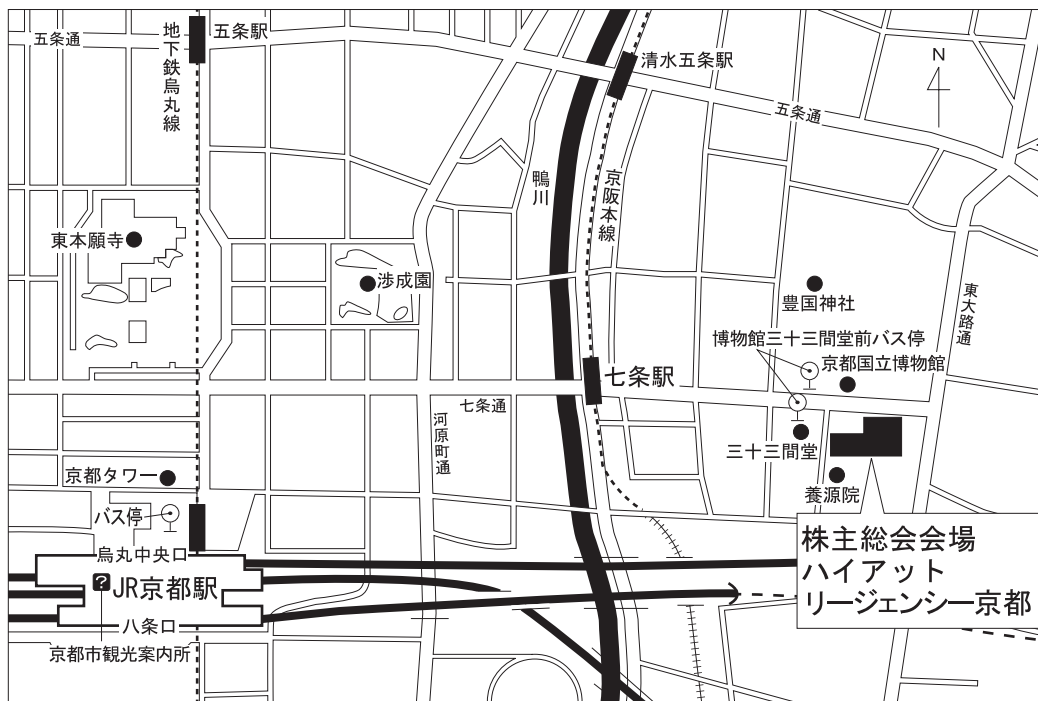 五条通
地下鉄烏丸線
五条駅
清水五条駅
N
五条通
鴨川
京阪本線
東本願寺
渉成園
豊国神社
東大路通
博物館三十三間堂前バス停
京都国立博物館
七条駅
七条通
河原町通
三十三間堂
京都タワー
養源院
バス停
烏丸中央口
?
JR京都駅
八条口
京都市観光案内所
株主総会会場
ハイアット
リージェンシー京都